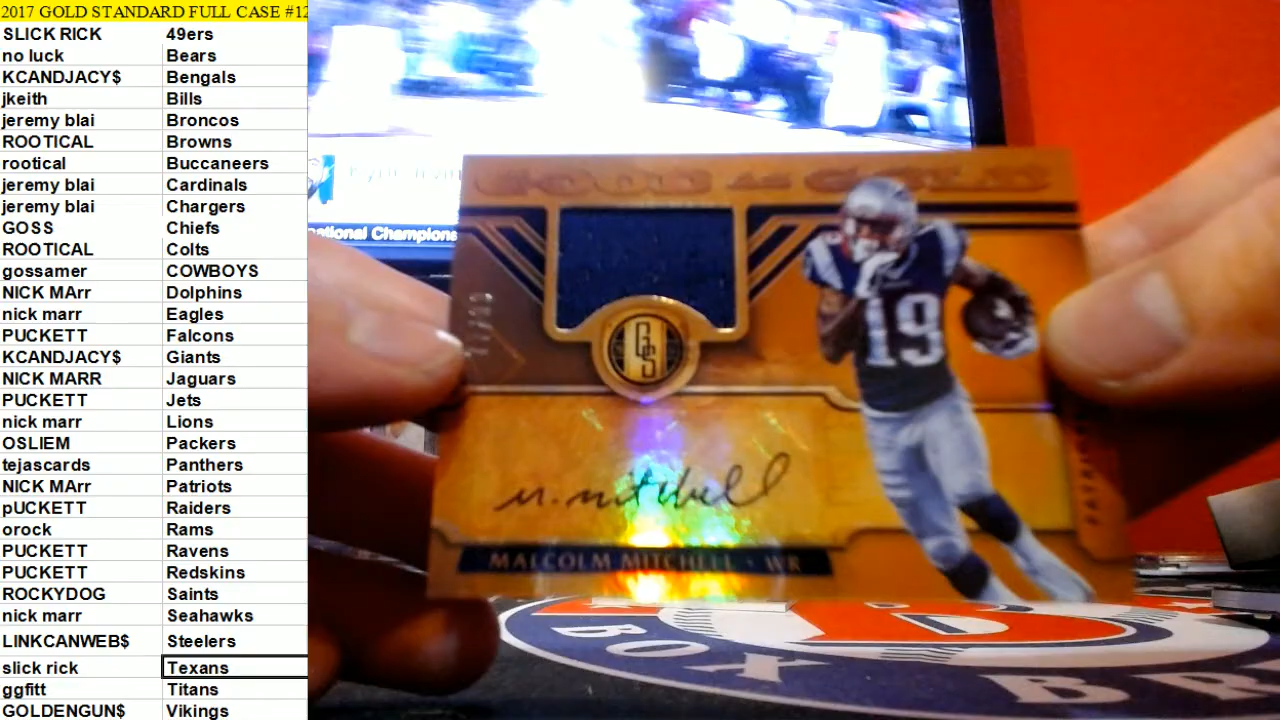 2017 GOLD STANDARD FULL CASE #12
SLICK RICK 49ers
no luck Bears
KCANDJACY$ Bengals
jkeith Bills
jeremy blai Broncos
ROOTICAL Browns
rootical Buccaneers
jeremy blai Cardinals
jeremy blai Chargers
GOSS Chiefs
ROOTICAL Colts
gossamer COWBOYS
NICK MArr Dolphins
nick marr Eagles
PUCKETT Falcons
KCANDJACY$ Giants
NICK MARR Jaguars
PUCKETT Jets
nick marr Lions
OSLIEM Packers
tejascards Panthers
NICK MArr Patriots
pUCKETT Raiders
orock Rams
PUCKETT Ravens
PUCKETT Redskins
ROCKYDOG Saints
nick marr Seahawks
LINKCANWEB$ Steelers
slick rick Texans
ggfitt Titans
GOLDENGUN$ Vikings
GOOD as GOLD
19
GS
m. mitchell
MALCOLM MITCHELL • WR
BOX BR